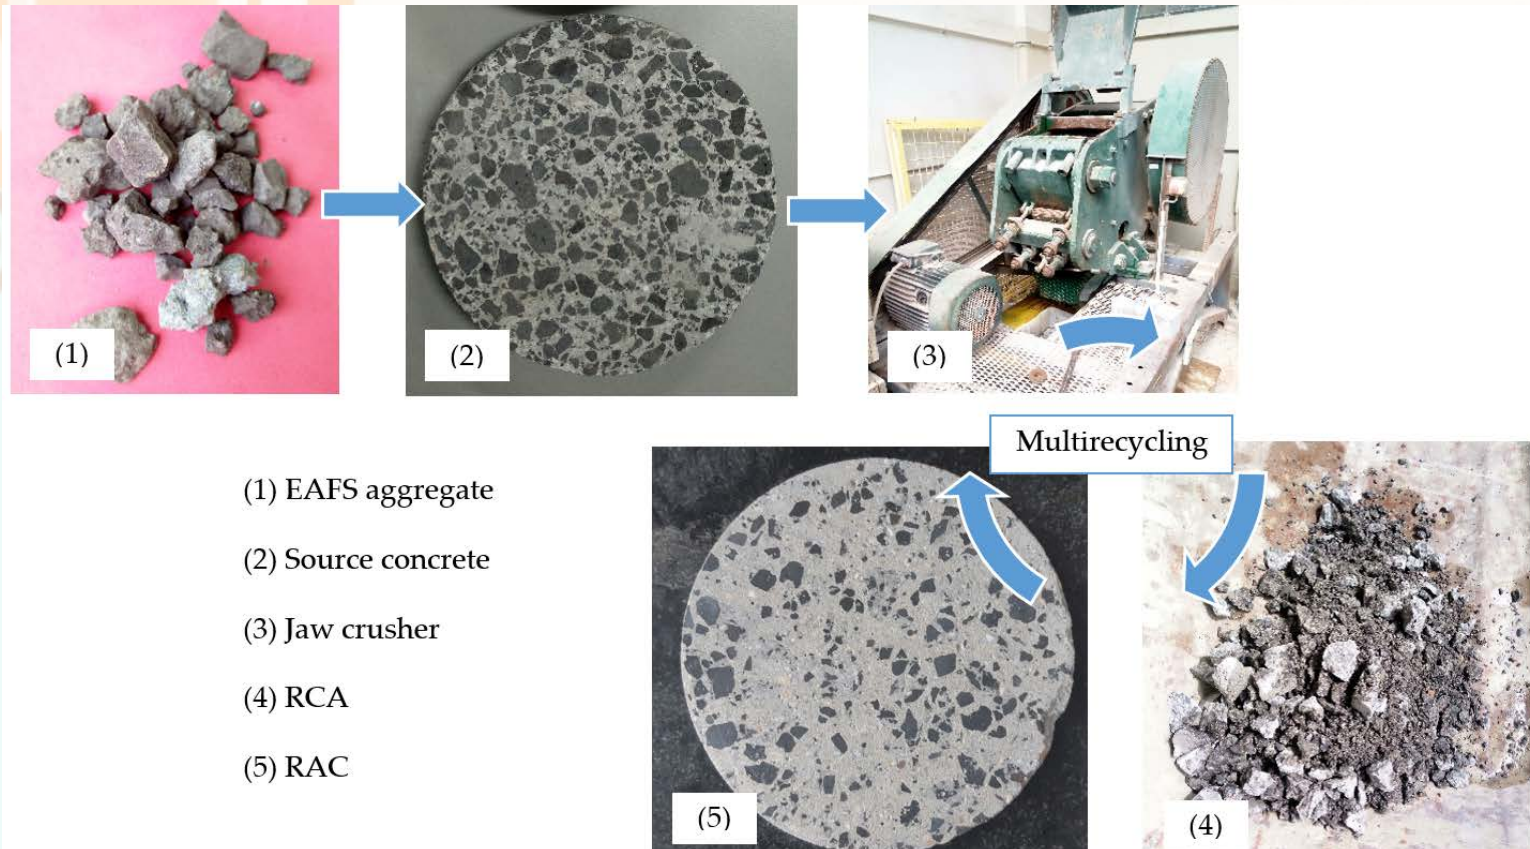 (1)
(2)
(3)
Multirecycling
(1) EAFS aggregate
(2) Source concrete
(3) Jaw crusher
(4) RCA
(5) RAC
(5)
(4)